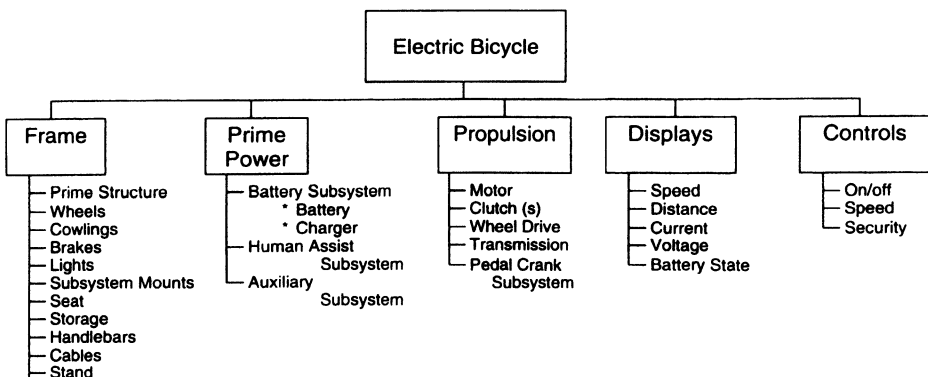 Electric Bicycle
Frame
Prime Structure
Wheels
Cowlings
Brakes
Lights
Subsystem Mounts
Seat
Storage
Handlebars
Cables
Stand
Prime
Power
Battery Subsystem
* Battery
* Charger
Human Assist
Subsystem
Auxiliary
Subsystem
Propulsion
Motor
Clutch (s)
Wheel Drive
Transmission
Pedal Crank
Subsystem
Displays
Speed
Distance
Current
Voltage
Battery State
Controls
On/off
Speed
Security